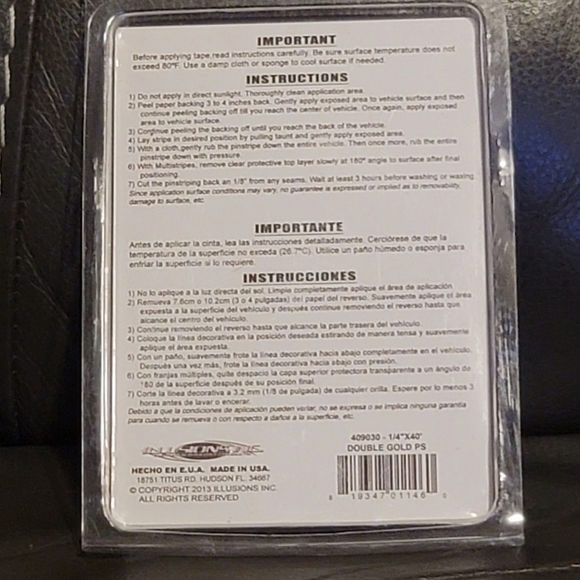 IMPORTANT
Before applying tape,read instructions carefully. Be sure surface temperature does not
exceed 80ºF. Use a damp cloth or sponge to cool surface if needed.
INSTRUCTIONS
1) Do not apply in direct sunlight. Thoroughly clean application area.
2) Peel paper backing 3 to 4 inches back. Gently apply exposed area to vehicle surface and then
continue peeling backing off till you reach the center of vehicle. Once again, apply exposed
area to vehicle surface.
3) Continue peeling the backing off until you reach the back of the vehicle.
4) Lay stripe in desired position by pulling taunt and gently apply exposed area.
5) With a cloth,gently rub the pinstripe down the entire vehicle. Then once more, rub the entire
pinstripe down with pressure.
6) With Multistripes, remove clear protective top layer slowly at 180º angle to surface after final
positioning.
7) Cut the pinstriping back an 1/8" from any seams. Wait at least 3 hours before washing or waxing
Since application surface conditions may vary, no guarantee is expressed or implied as to removability,
damage to surface, etc.
IMPORTANTE
Antes de aplicar la cinta, lea las instrucciones detalladamente. Cerciórese de que la
temperatura de la superficie no exceda (26.7ºC). Utilice un paño húmedo o esponja para
enfriar la superficie si lo requiere.
INSTRUCCIONES
1) No lo aplique a la luz directa del sol. Limpie completamente aplique el área de aplicación.
2) Remueva 7.6cm o 10.2cm (3 o 4 pulgadas) del papel del reverso. Suavemente aplique el área
expuesta a la superficie del vehículo y después continue removiendo el reverso hasta que
alcance el centro del vehículo.
3) Continue removiendo el reverso hasta que alcance la parte trasera del vehículo.
4) Coloque la línea decorativa en la posición deseada estirando de manera tensa y suavemente
aplique el área expuesta.
5) Con un paño, suavemente frote la línea decorativa hacia abajo completamente en el vehículo.
Después una vez más, frote la línea decorativa hacia abajo con presión.
6) Con franjas múltiples, quite despacio la capa superior protectora transparente a un ángulo de
180 de la superficie después de su posición final.
7) Corte la línea decorativa a 3.2 mm (1/8 de pulgada) de cualquier orilla. Espere por lo menos 3
horas antes de lavar o encerar.
Debido a que la condiciones de aplicación pueden variar, no se expresa o se implica ninguna garantía
para cuando se remueva o con respecto a daños a la superficie, etc.
HECHO EN E.U.A. MADE IN USA.
18751 TITUS RD. HUDSON FL. 34667
© COPYRIGHT 2013 ILLUSIONS INC.
ALL RIGHTS RESERVED
409030 - 1/4"X40'
DOUBLE GOLD PS
8 19347 01146 0